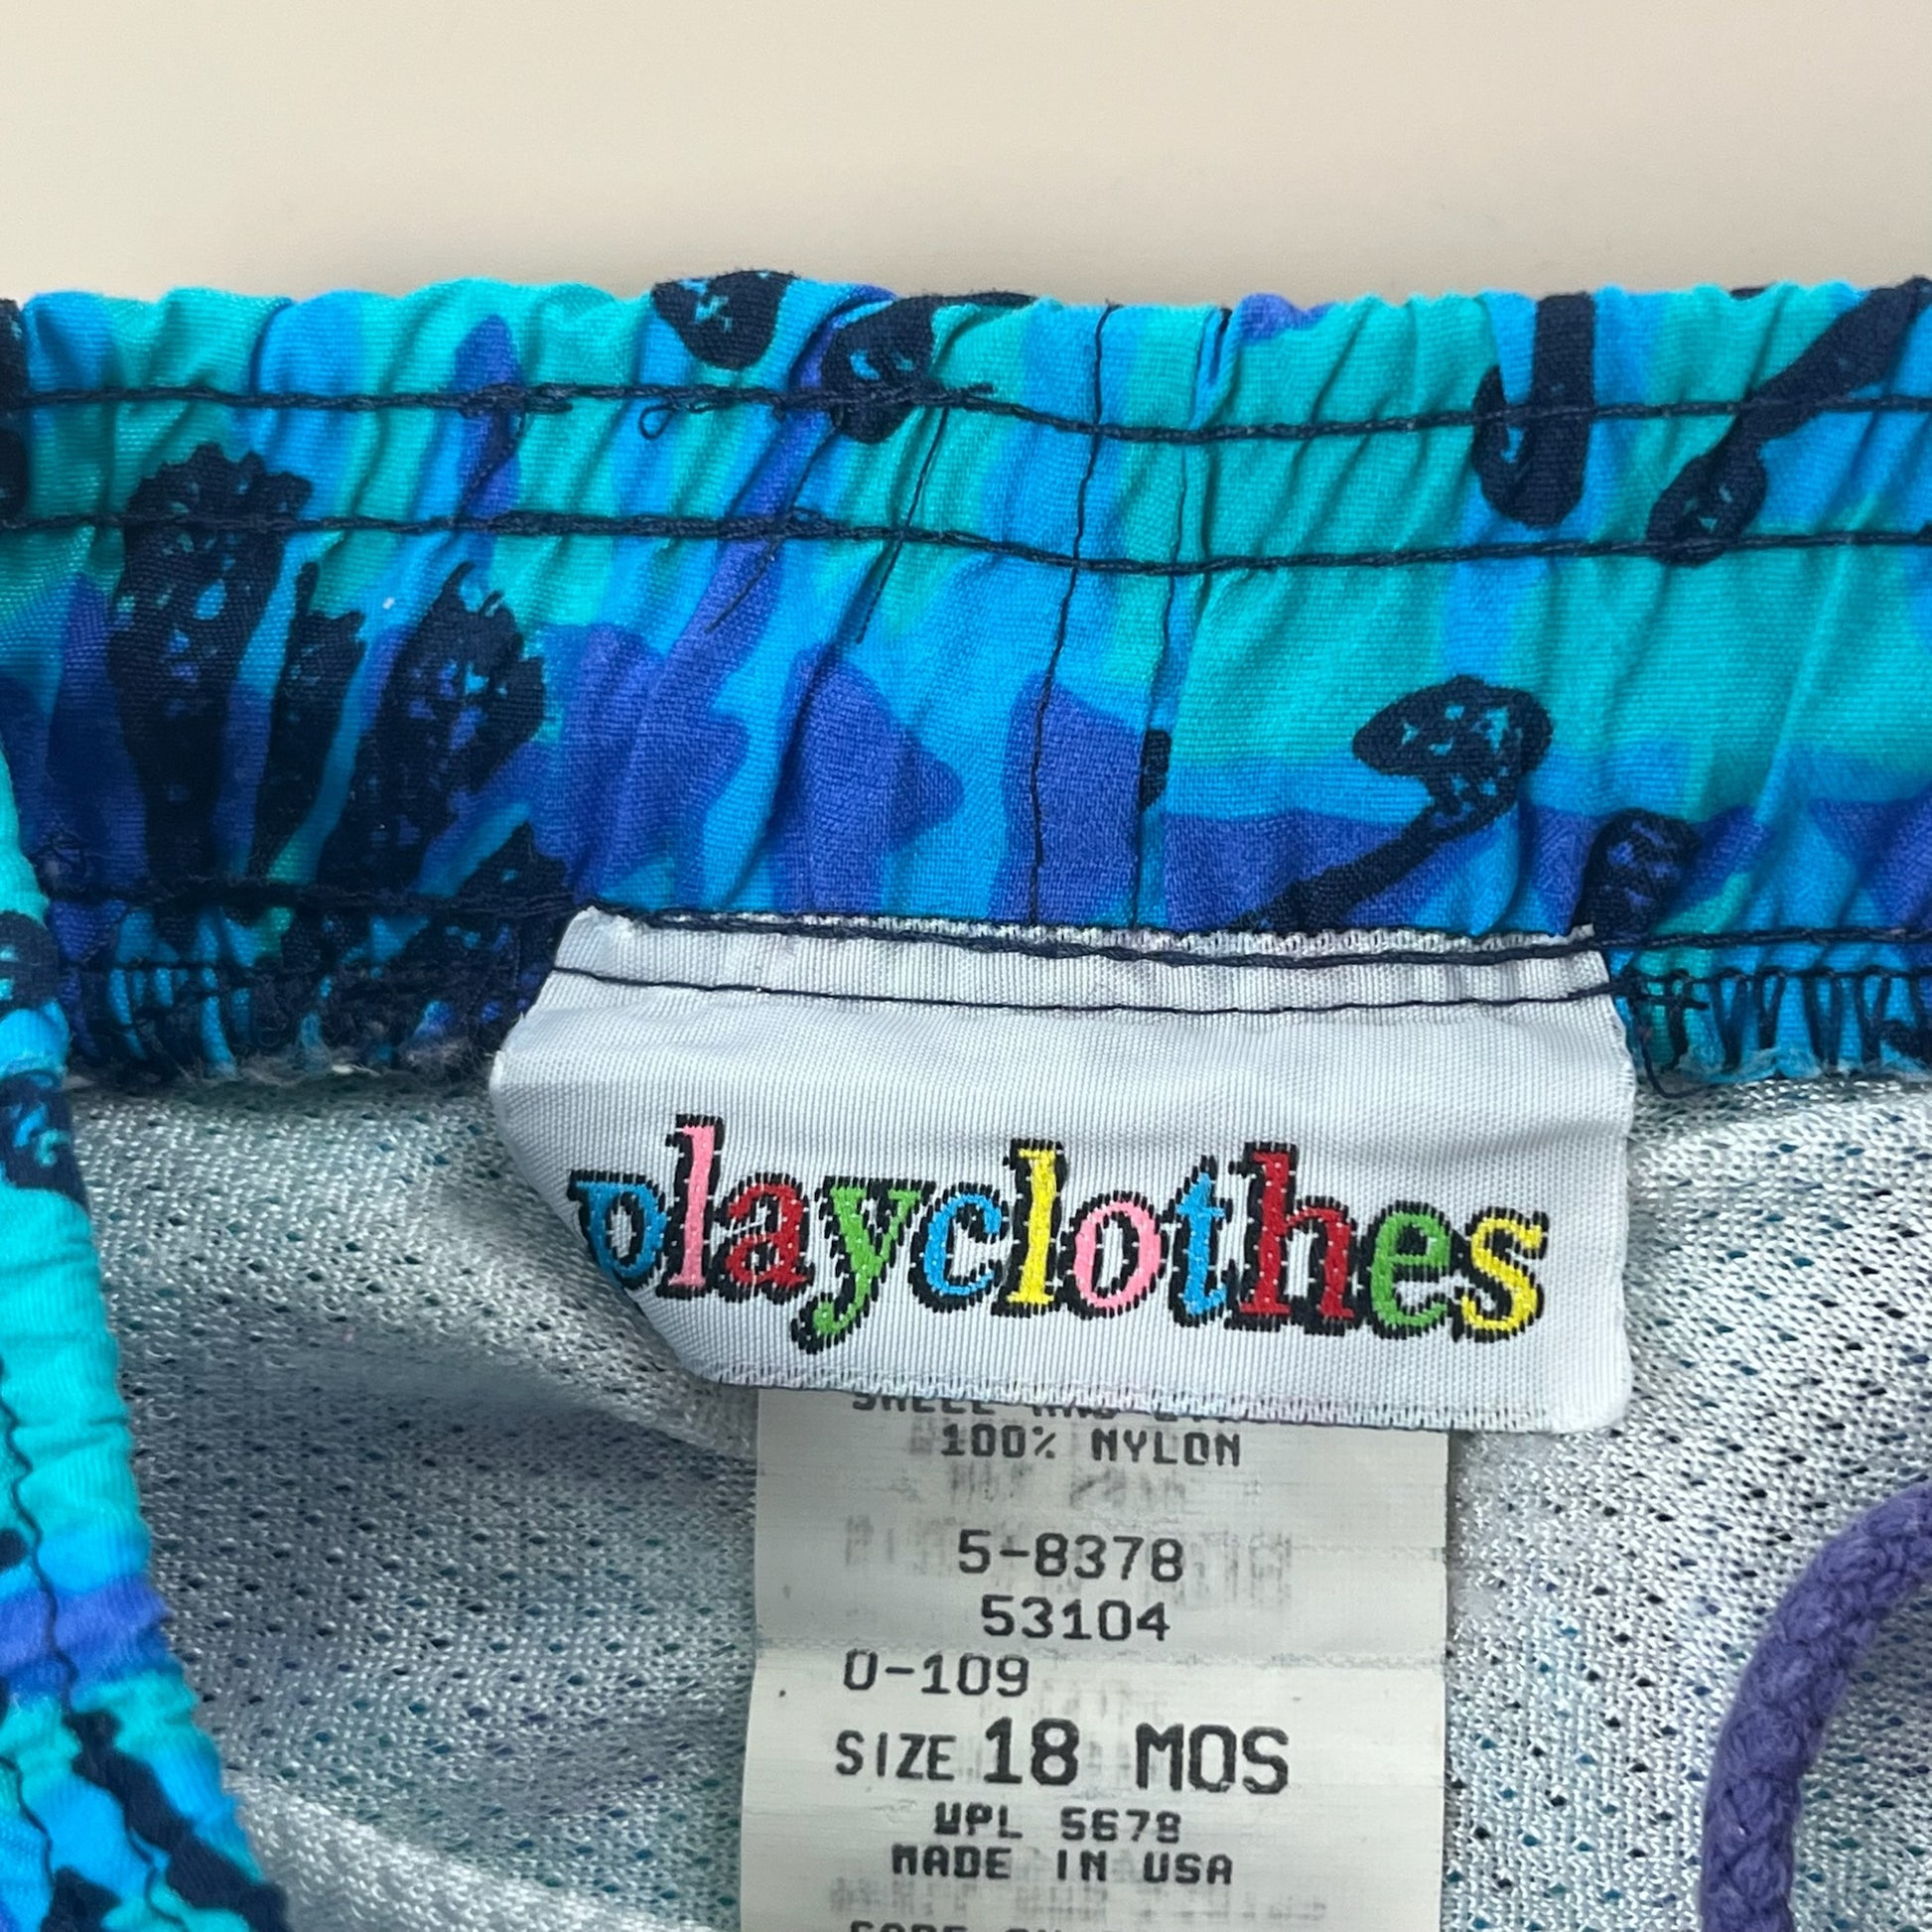 playclothes
100% NYLON
5-8378
53104
0-109
SIZE 18 MOS
WPL 5678
MADE IN USA